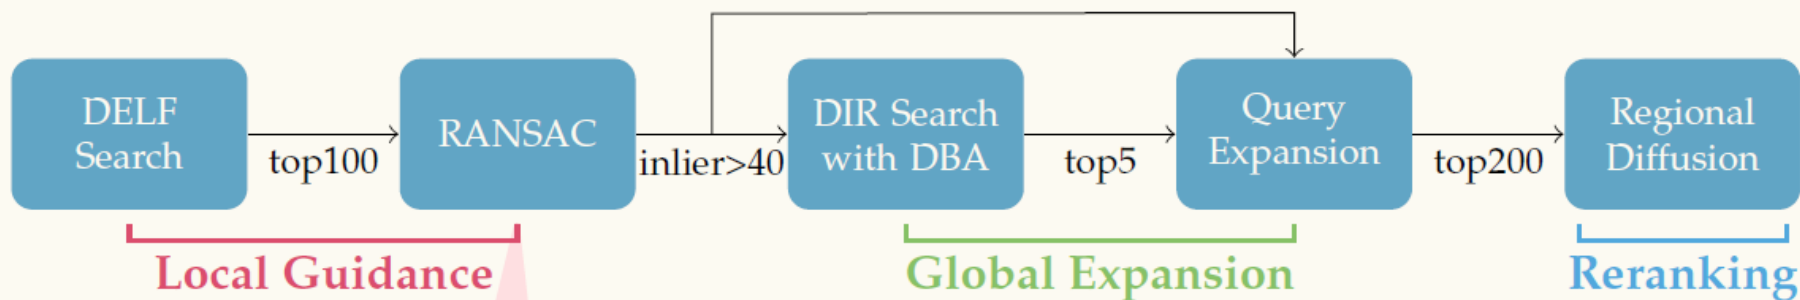 DELF
Search
top100
RANSAC
inlier>40
DIR Search
with DBA
top5
Query
Expansion
top200
Regional
Diffusion
Local Guidance
Global Expansion
Reranking